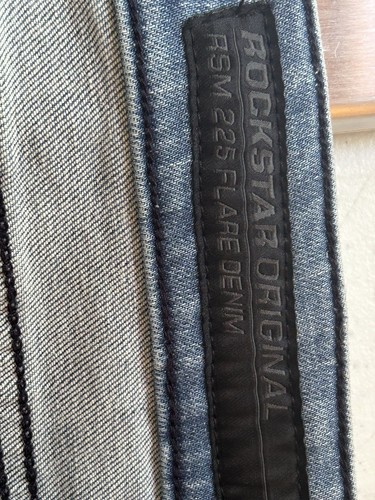 ROCKSTAR ORIGINAL
RSM 225 FLARE DENIM